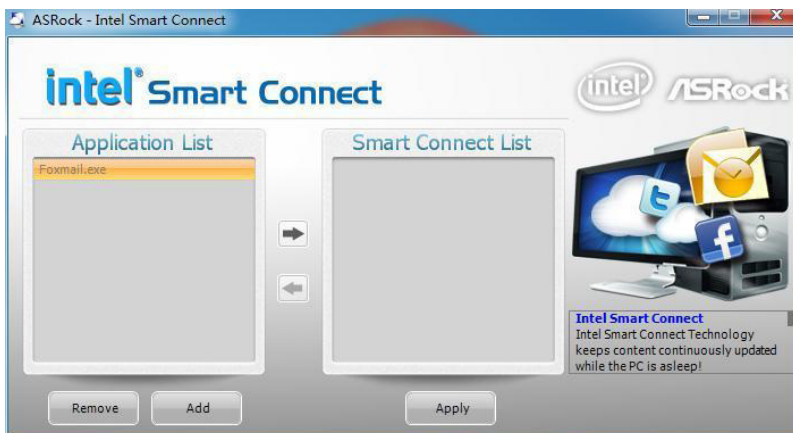 ASRock - Intel Smart Connect
intel® Smart Connect
intel ASRock
Application List
Foxmail.exe
Smart Connect List
Intel Smart Connect
Intel Smart Connect Technology
keeps content continuously updated
while the PC is asleep!
Remove
Add
Apply